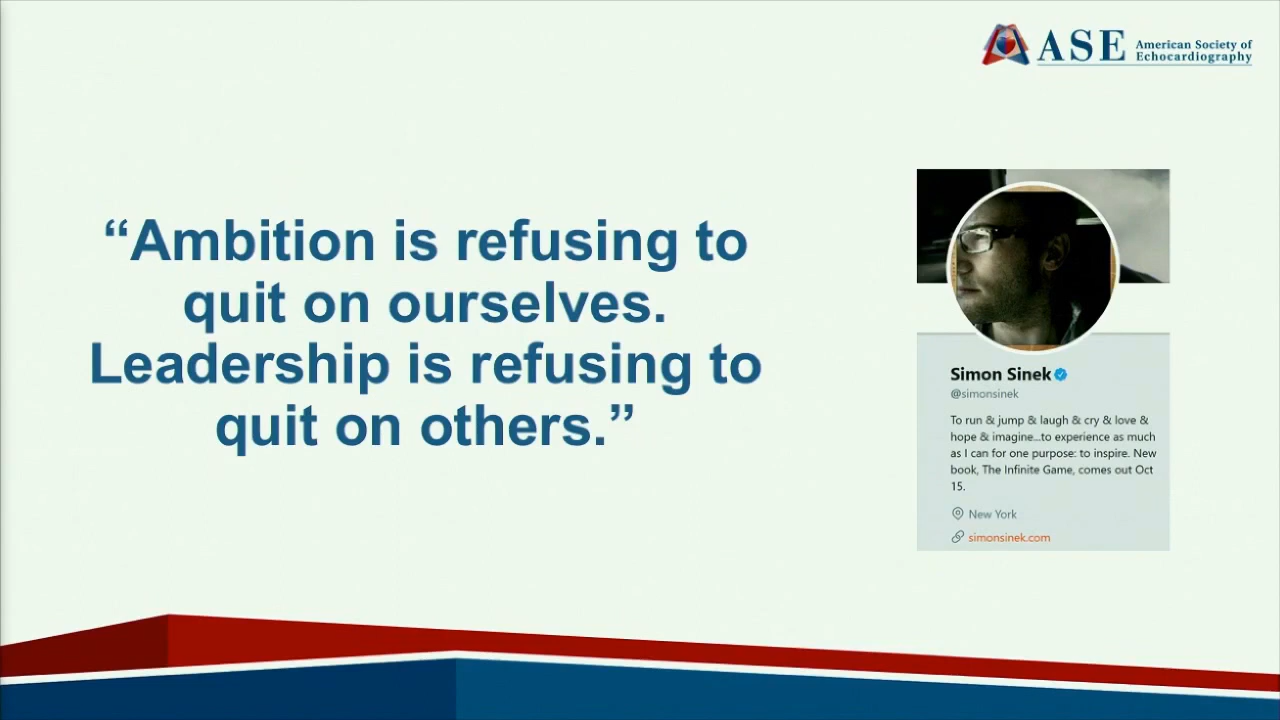 ASE American Society of
Echocardiography
“Ambition is refusing to
quit on ourselves.
Leadership is refusing to
quit on others.”
Simon Sinek
@simonsinek
To run & jump & laugh & cry & love &
hope & imagine...to experience as much
as I can for one purpose: to inspire. New
book, The Infinite Game, comes out Oct
15.
New York
simonsinek.com